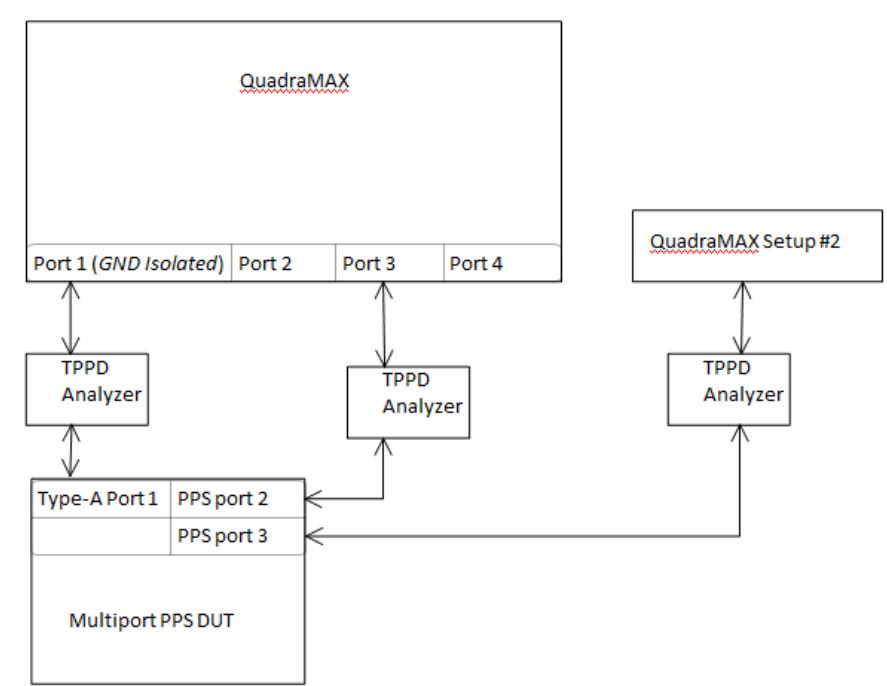 QuadraMAX
Port 1 (GND Isolated) Port 2 Port 3 Port 4
QuadraMAX Setup #2
TPPD
Analyzer
TPPD
Analyzer
TPPD
Analyzer
Type-A Port 1 PPS port 2
PPS port 3
Multiport PPS DUT